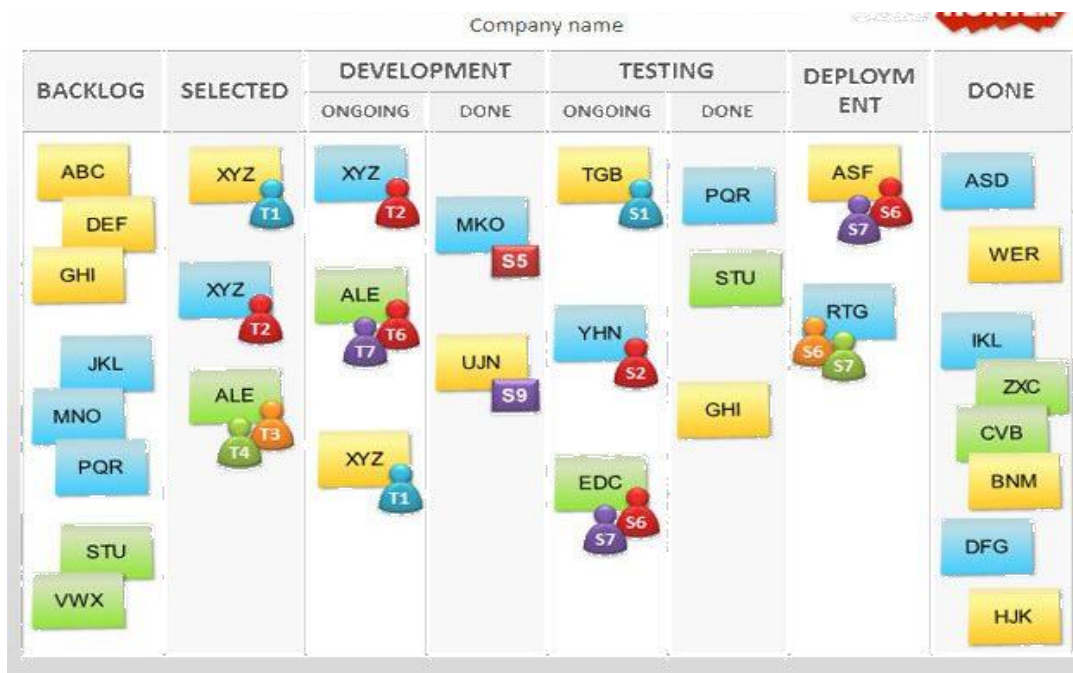 Company name
BACKLOG
SELECTED
DEVELOPMENT
TESTING
DEPLOYM
ENT
DONE
ONGOING
DONE
ONGOING
DONE
ABC
DEF
GHI
JKL
MNO
PQR
STU
VWX
XYZ
T1
XYZ
T2
ALE
T3
T4
XYZ
T2
ALE
T6
T7
XYZ
T1
MKO
S5
UJN
S9
TGB
S1
YHN
S2
EDC
S6
S7
PQR
STU
GHI
ASF
S6
S7
RTG
S6
S7
ASD
WER
IKL
ZXC
CVB
BNM
DFG
HJK